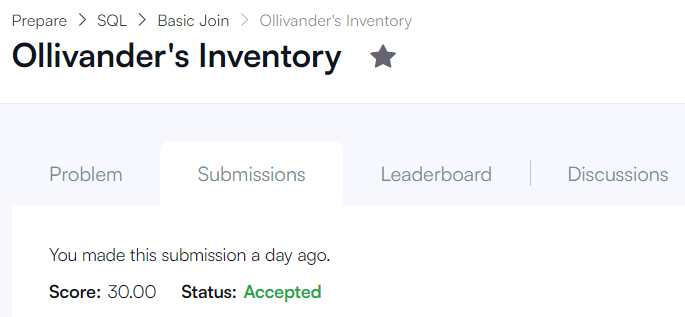 Prepare > SQL > Basic Join > Ollivander's Inventory
Ollivander's Inventory
Problem Submissions Leaderboard Discussions
You made this submission a day ago.
Score: 30.00 Status: Accepted